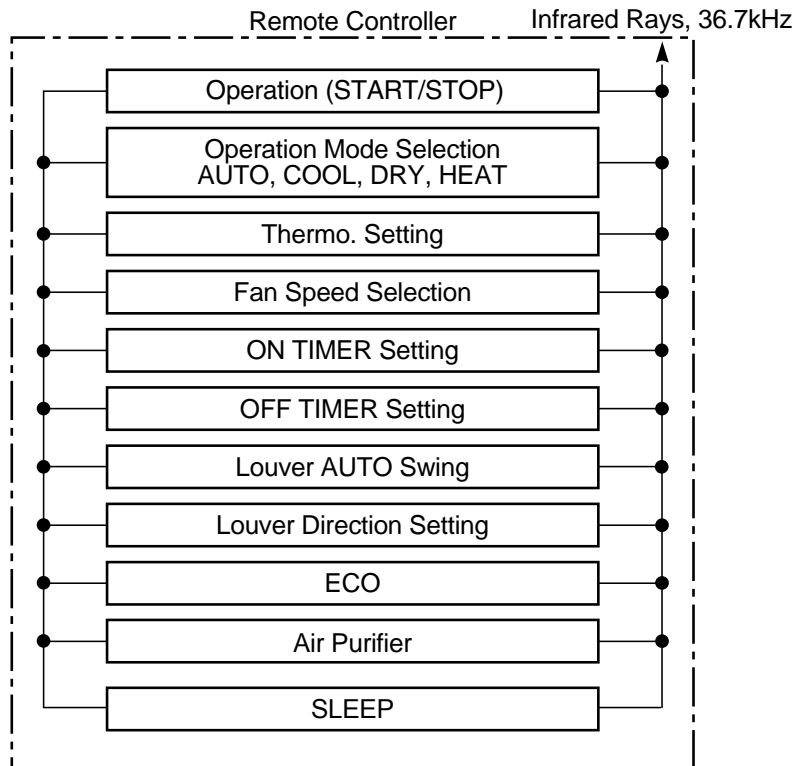 Remote Controller
Infrared Rays, 36.7kHz
Operation (START/STOP)
Operation Mode Selection
AUTO, COOL, DRY, HEAT
Thermo. Setting
Fan Speed Selection
ON TIMER Setting
OFF TIMER Setting
Louver AUTO Swing
Louver Direction Setting
ECO
Air Purifier
SLEEP